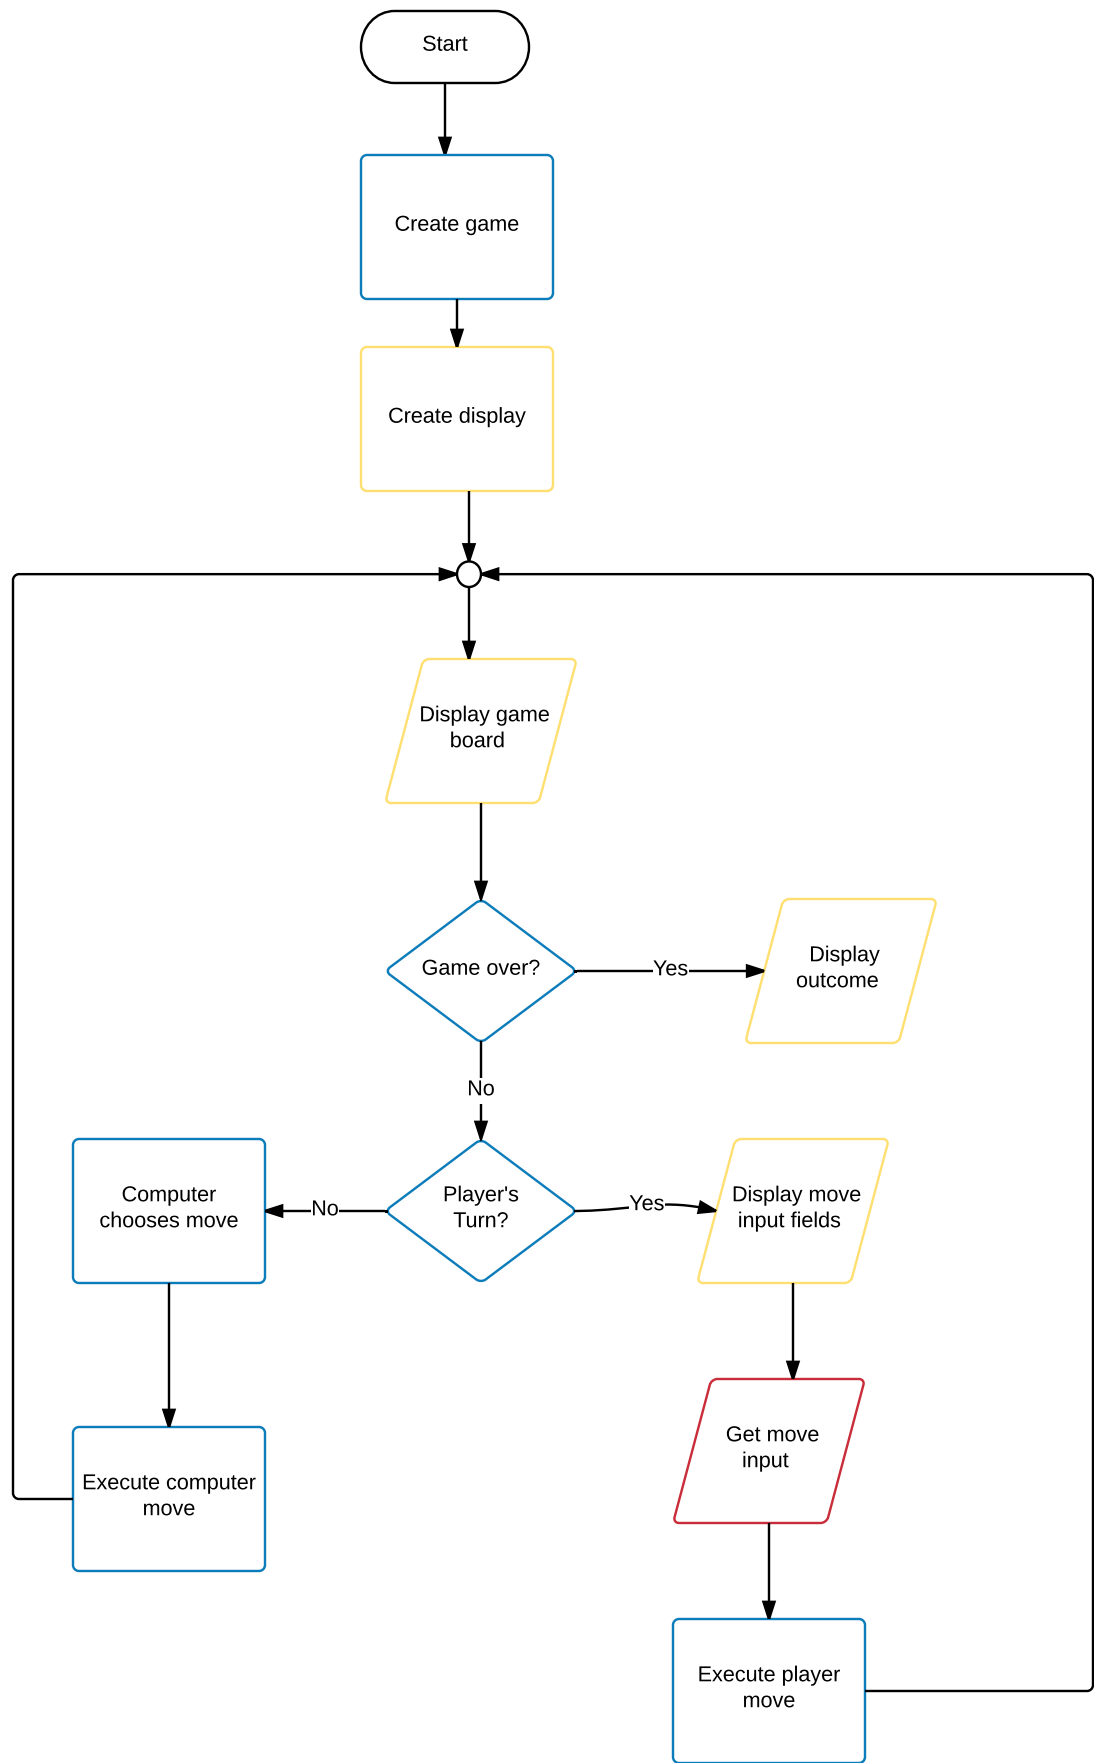 Start
Create game
Create display
Display game
board
Game over?
Yes
Display
outcome
No
Computer
chooses move
No
Player's
Turn?
Yes
Display move
input fields
Get move
input
Execute computer
move
Execute player
move